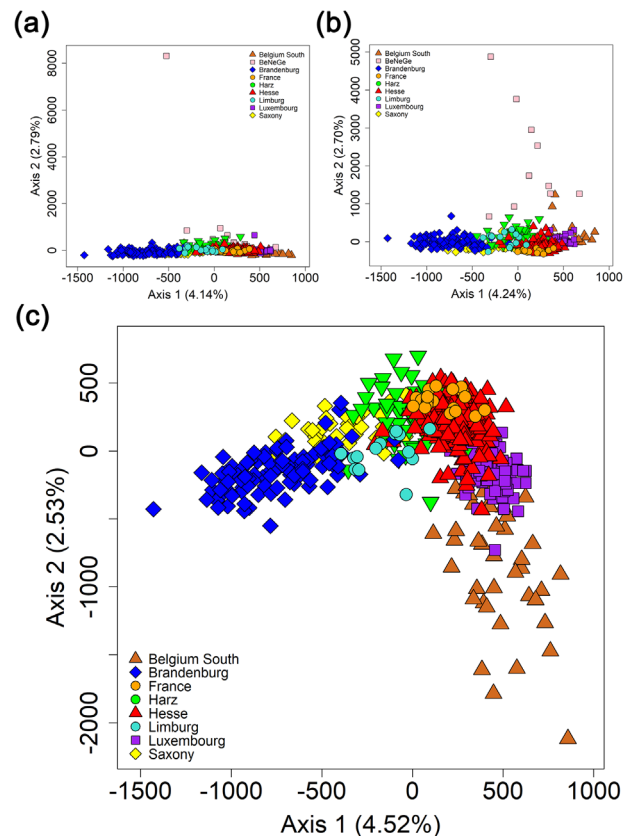 (a)
8000
6000
4000
2000
0
Axis 2 (2.79%)
Belgium South
BeNeGe
Brandenburg
France
Harz
Hesse
Limburg
Luxembourg
Saxony
-1500 -1000 -500 0 500 1000
Axis 1 (4.14%)
(b)
5000
4000
3000
2000
1000
0
Axis 2 (2.70%)
Belgium South
BeNeGe
Brandenburg
France
Harz
Hesse
Limburg
Luxembourg
Saxony
-1500 -1000 -500 0 500 1000
Axis 1 (4.24%)
(c)
500
0
-1000
-2000
Axis 2 (2.53%)
Belgium South
Brandenburg
France
Harz
Hesse
Limburg
Luxembourg
Saxony
-1500 -1000 -500 0 500 1000
Axis 1 (4.52%)